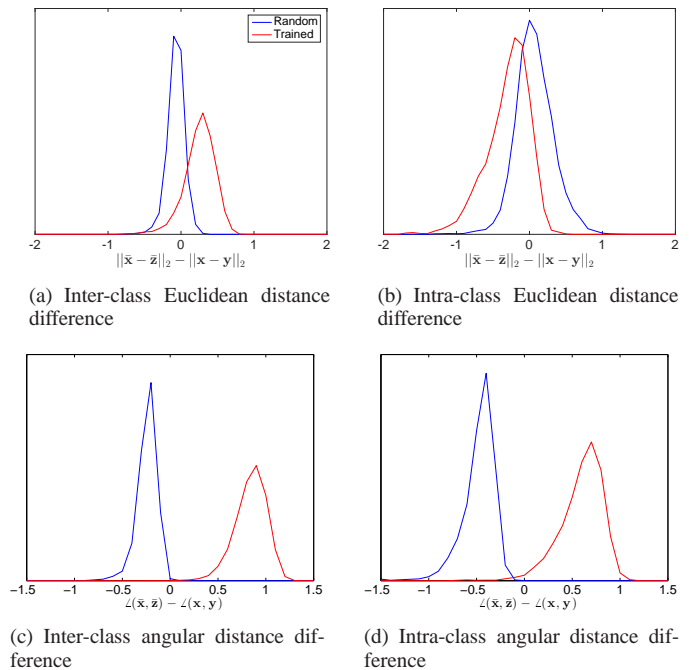 Random
Trained
-2 -1 0 1 2
||x̄ − z̄||₂ − ||x − y||₂
(a) Inter-class Euclidean distance
difference
-2 -1 0 1 2
||x̄ − z̄||₂ − ||x − y||₂
(b) Intra-class Euclidean distance
difference
−1.5 −1 −0.5 0 0.5 1 1.5
∠(x̄, z̄) − ∠(x, y)
(c) Inter-class angular distance dif-
ference
−1.5 −1 −0.5 0 0.5 1 1.5
∠(x̄, z̄) − ∠(x, y)
(d) Intra-class angular distance dif-
ference